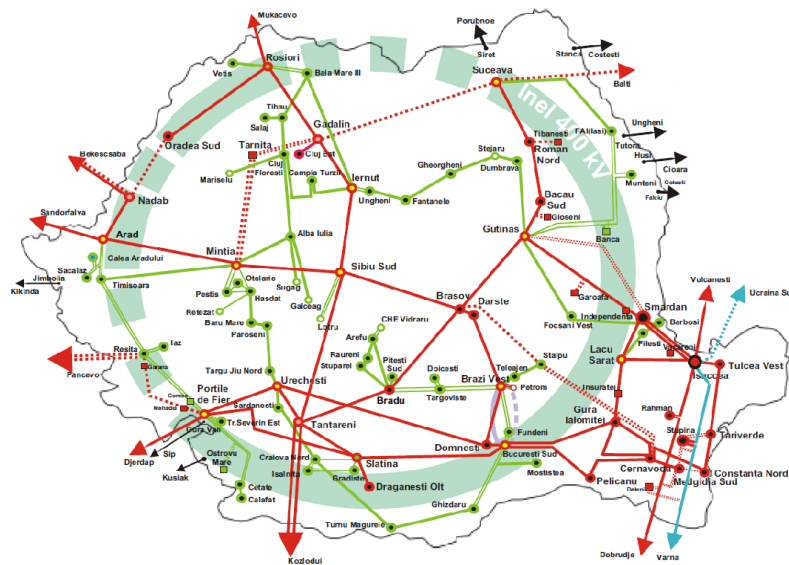 Mukacevo
Porubnoe
Siret
Stanca
Costesti
Vetis
Rosiori
Baia Mare III
Suceava
Balti
Inel 400 kV
Tihau
Salaj
Gadalin
Oradea Sud
Tarnita
Cluj Est
Cluj
Floresti
Mariselu
Campia Turzii
Iernut
Ungheni
Fantanele
Gheorgheni
Stejaru
Dumbrava
Tibanesti
Roman
Nord
FAI(Iasi)
Ungheni
Tutora
Husi
Cioara
Gotesti
Falciu
Munteni
Bacau
Sud
Gioseni
Gutinas
Banca
Bekescsaba
Nadab
Sandorfalva
Arad
Calea Aradului
Sacalaz
Jimbolia
Kikinda
Timisoara
Mintia
Alba Iulia
Sibiu Sud
Otelarie
Pestis
Hasdat
Retezat
Sugag
Galceag
Lotru
Baru Mare
Paroseni
Brasov
Darste
Garoafa
Independenta
Smardan
Vulcanesti
Ucraina Su
Focsani Vest
Barbosi
Filesti
Vacareni
Lacu
Sarat
Isaccea
Tulcea Vest
CHE Vidraru
Arefu
Raureni
Stuparei
Pitesti
Sud
Bradu
Doicesti
Targoviste
Teleajen
Staipu
Brazi Vest
Petrom
Insuratei
Resita
Iaz
Pancevo
Targu Jiu Nord
Urechesti
Portile
de Fier
Sardanesti
Tr.Severin Est
Gura Vaii
Djerdap
Sip
Kusiak
Ostrovu
Mare
Cetate
Calafat
Craiova Nord
Isalnita
Tantareni
Slatina
Gradiste
Draganesti Olt
Kozlodui
Turnu Magurele
Ghizdaru
Domnesti
Fundeni
Bucuresti Sud
Mostistea
Gura
Ialomitei
Rahman
Stupina
Tariverde
Pelicanu
Cernavoda
Medgidia Sud
Constanta Nord
Dobrudja
Varna